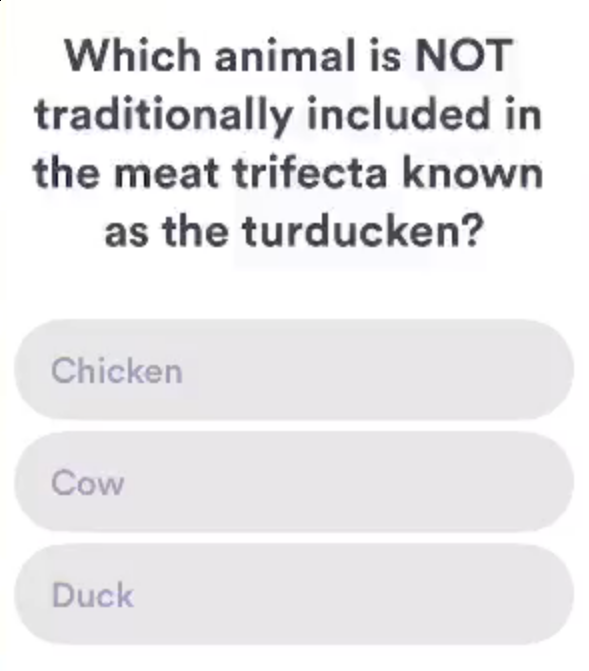 Which animal is NOT
traditionally included in
the meat trifecta known
as the turducken?
Chicken
Cow
Duck